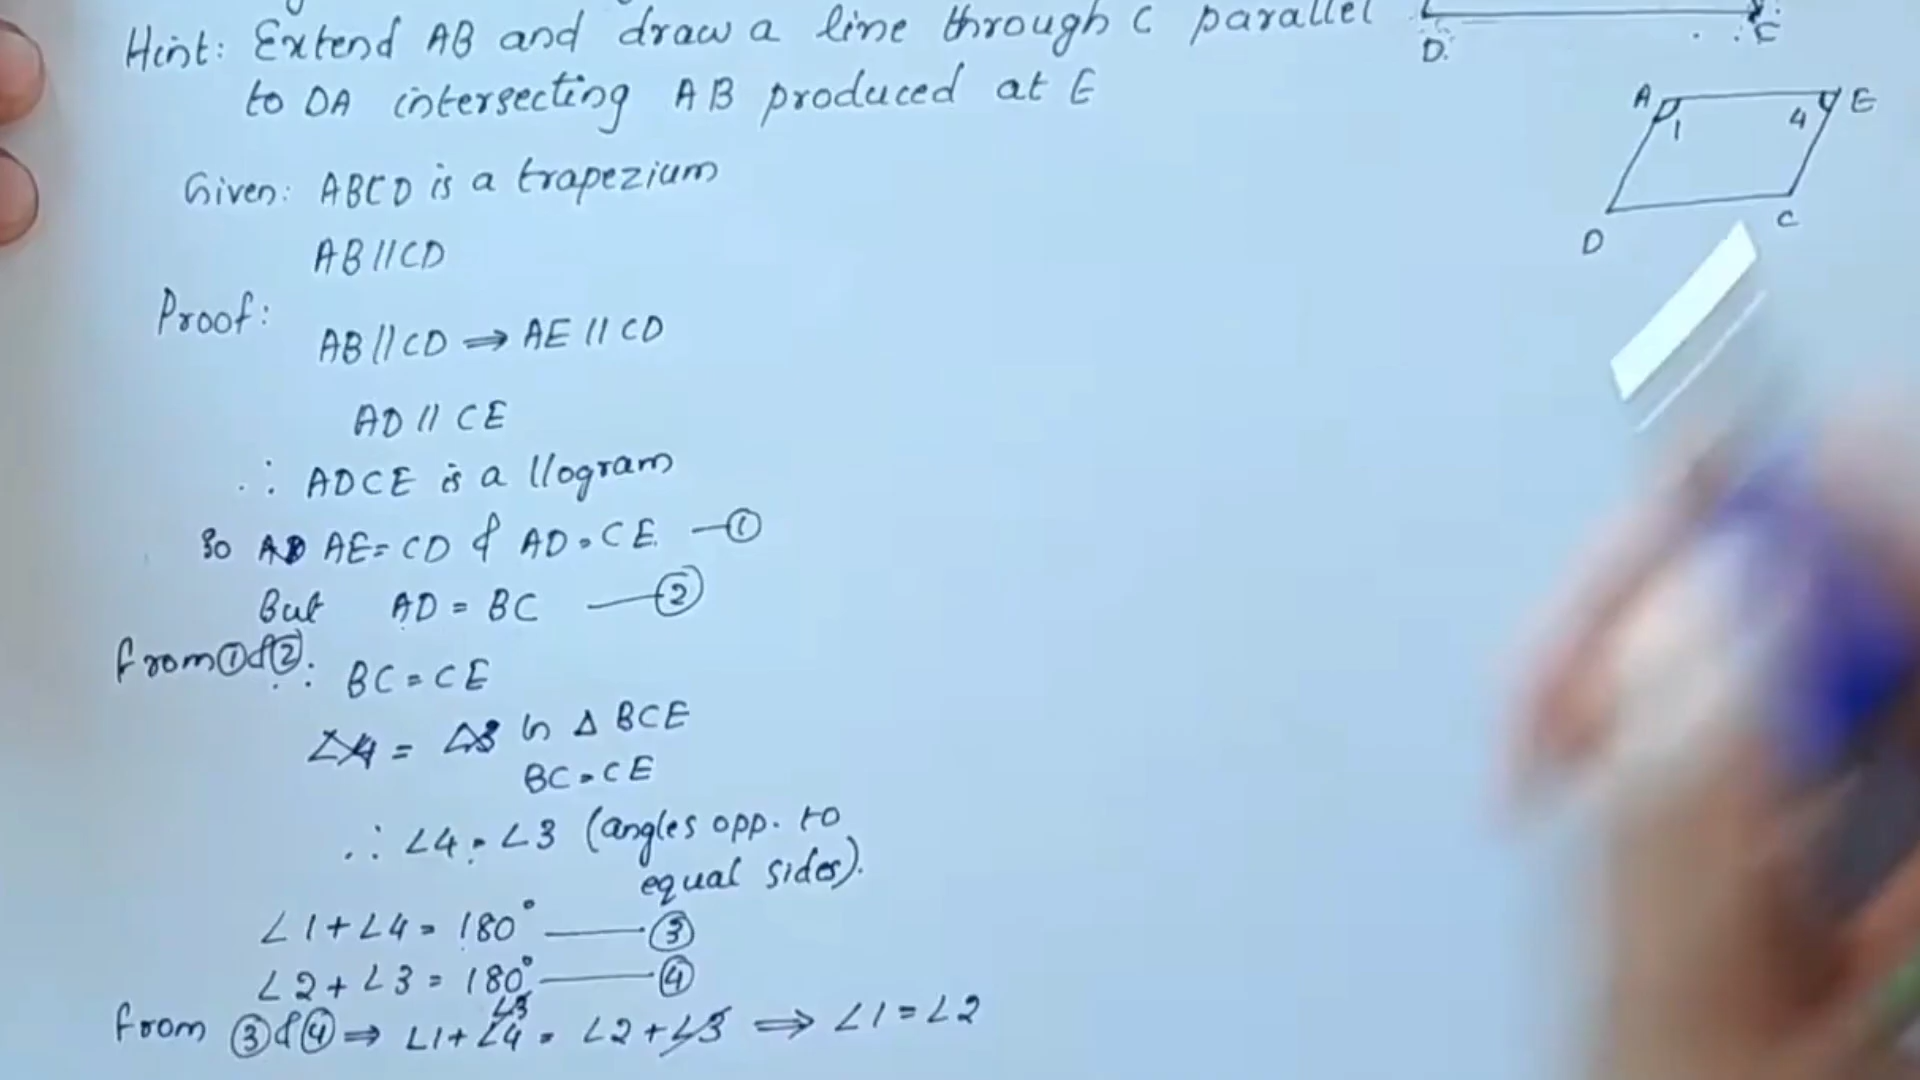 Hint: Extend AB and draw a line through C parallel
to DA intersecting AB produced at E
D.
C
A
E
1
4
D
C
Given: ABCD is a trapezium
AB//CD
Proof:
AB//CD ⇒ AE // CD
AD // CE
∴ ADCE is a llogram
So AE = CD & AD = CE — ①
But AD = BC — ②
from ① & ②:
∴ BC = CE
∠4 = ∠3 In Δ BCE
BC = CE
∴ ∠4 = ∠3 (angles opp. to
equal sides).
∠1 + ∠4 = 180° — ③
∠2 + ∠3 = 180° — ④
∠3
from ③ & ④ ⇒ ∠1 + ∠4 = ∠2 + ∠3 ⇒ ∠1 = ∠2